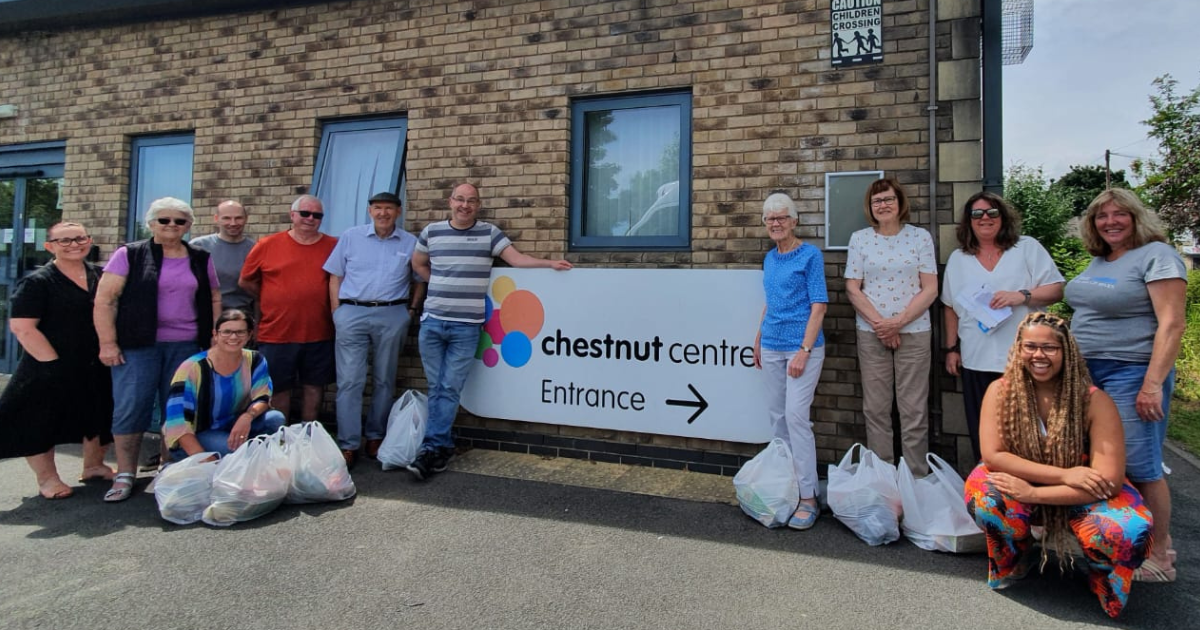 CAUTION
CHILDREN
CROSSING
chestnut centre
Entrance →